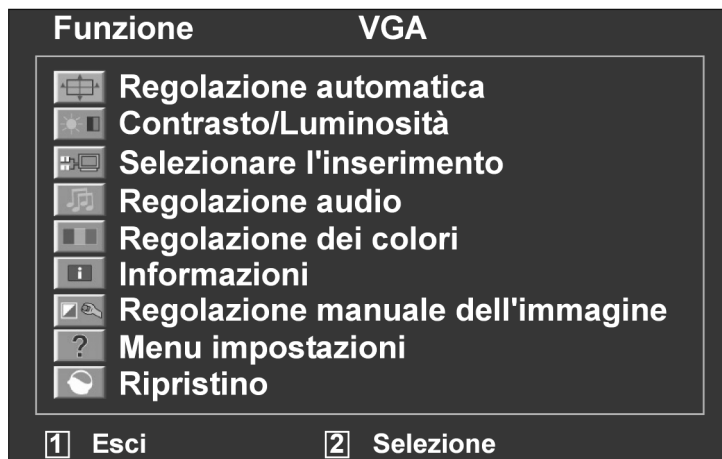 Funzione VGA
Regolazione automatica
Contrasto/Luminosità
Selezionare l'inserimento
Regolazione audio
Regolazione dei colori
Informazioni
Regolazione manuale dell'immagine
Menu impostazioni
Ripristino
1 Esci 2 Selezione